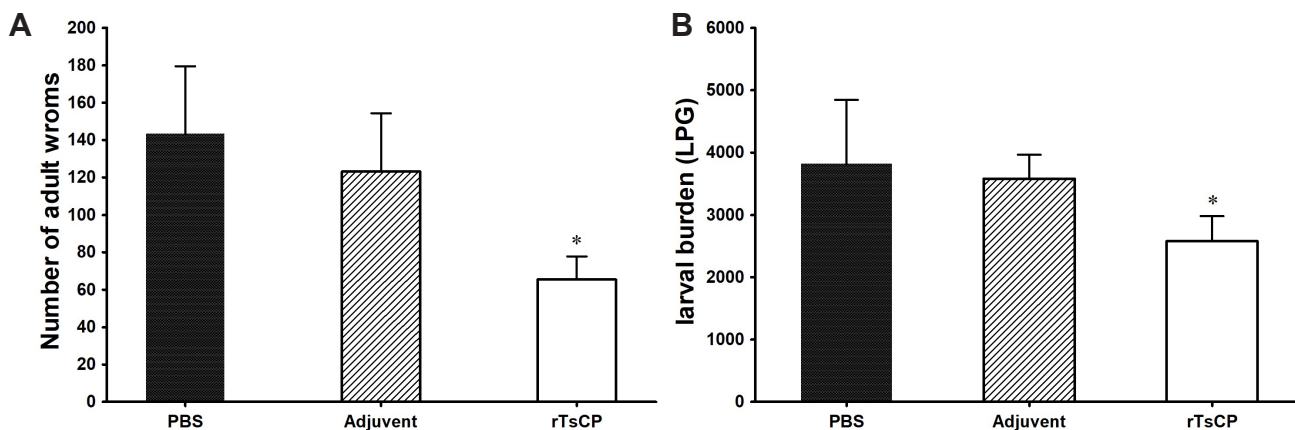 A
Number of adult wroms
200
180
160
140
120
100
80
60
40
20
0
*
PBS
Adjuvent
rTsCP
B
larval burden (LPG)
6000
5000
4000
3000
2000
1000
0
*
PBS
Adjuvent
rTsCP